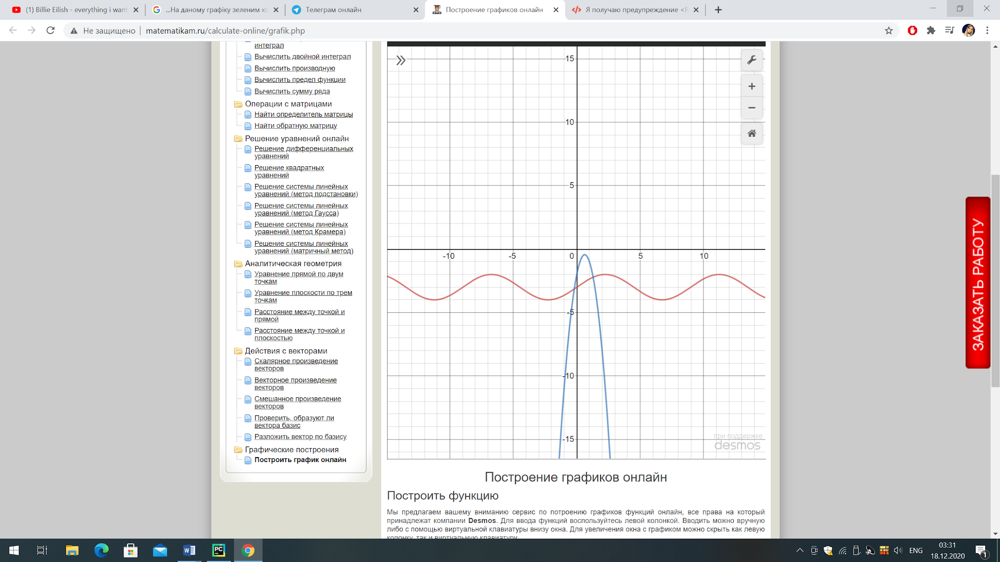 (1) Billie Eilish - everything i want
...На даному графіку зеленим ко
Телеграм онлайн
Построение графиков онлайн
Я получаю предупреждение <R
Не защищено
matematikam.ru/calculate-online/grafik.php
интеграл
Вычислить двойной интеграл
Вычислить производную
Вычислить предел функции
Вычислить сумму ряда
Операции с матрицами
Найти определитель матрицы
Найти обратную матрицу
Решение уравнений онлайн
Решение дифференциальных
уравнений
Решение квадратных
уравнений
Решение системы линейных
уравнений (метод подстановки)
Решение системы линейных
уравнений (метод Гаусса)
Решение системы линейных
уравнений (метод Крамера)
Решение системы линейных
уравнений (матричный метод)
Аналитическая геометрия
Уравнение прямой по двум
точкам
Уравнение плоскости по трем
точкам
Расстояние между точкой и
прямой
Расстояние между точкой и
плоскостью
Действия с векторами
Скалярное произведение
векторов
Векторное произведение
векторов
Смешанное произведение
векторов
Проверить, образуют ли
вектора базис
Разложить вектор по базису
Графические построения
Построить график онлайн
15
10
5
-10
-5
0
5
10
-5
-10
-15
при поддержке
desmos
ЗАКАЗАТЬ РАБОТУ
Построение графиков онлайн
Построить функцию
Мы предлагаем вашему вниманию сервис по потроению графиков функций онлайн, все права на который
принадлежат компании Desmos. Для ввода функций воспользуйтесь левой колонкой. Вводить можно вручную
либо с помощью виртуальной клавиатуры внизу окна. Для увеличения окна с графиком можно скрыть как левую
колонку, так и виртуальную клавиатуру.
W
PC
ENG
03:31
18.12.2020
1